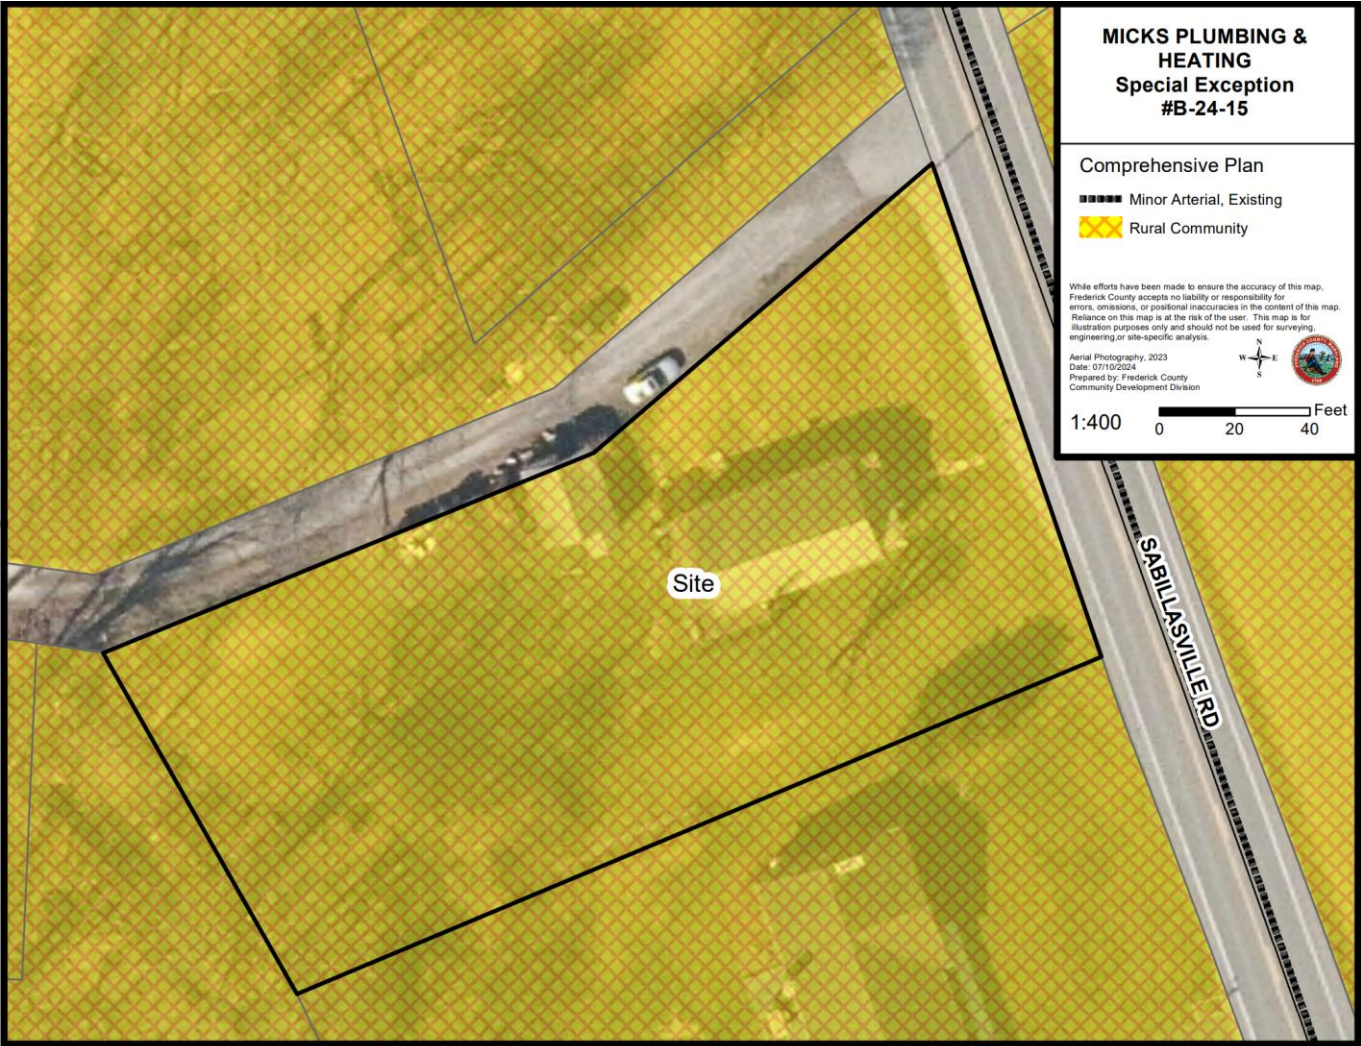 MICKS PLUMBING &
HEATING
Special Exception
#B-24-15
Comprehensive Plan
Minor Arterial, Existing
Rural Community
While efforts have been made to ensure the accuracy of this map,
Frederick County accepts no liability or responsibility for
errors, omissions, or positional inaccuracies in the content of this map.
Reliance on this map is at the risk of the user. This map is for
illustration purposes only and should not be used for surveying,
engineering,or site-specific analysis.
N
W E
S
Aerial Photography, 2023
Date: 07/10/2024
Prepared by: Frederick County
Community Development Division
1:400
Feet
0 20 40
Site
SABILLASVILLE RD